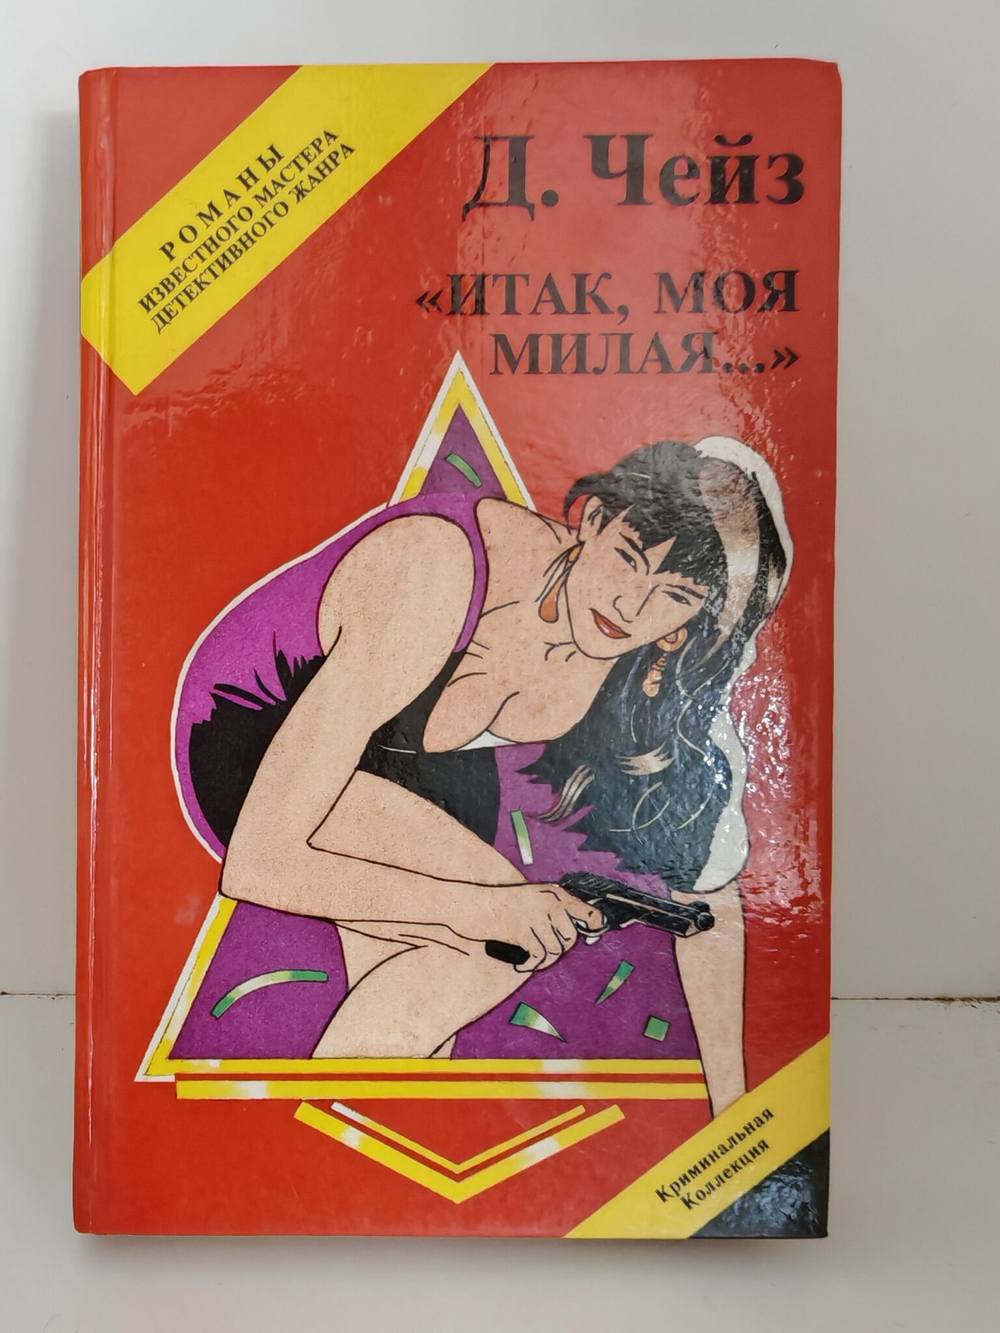 РОМАНЫ
ИЗВЕСТНОГО МАСТЕРА
ДЕТЕКТИВНОГО ЖАНРА
Д. Чейз
«ИТАК, МОЯ
МИЛАЯ...»
Криминальная
Коллекция